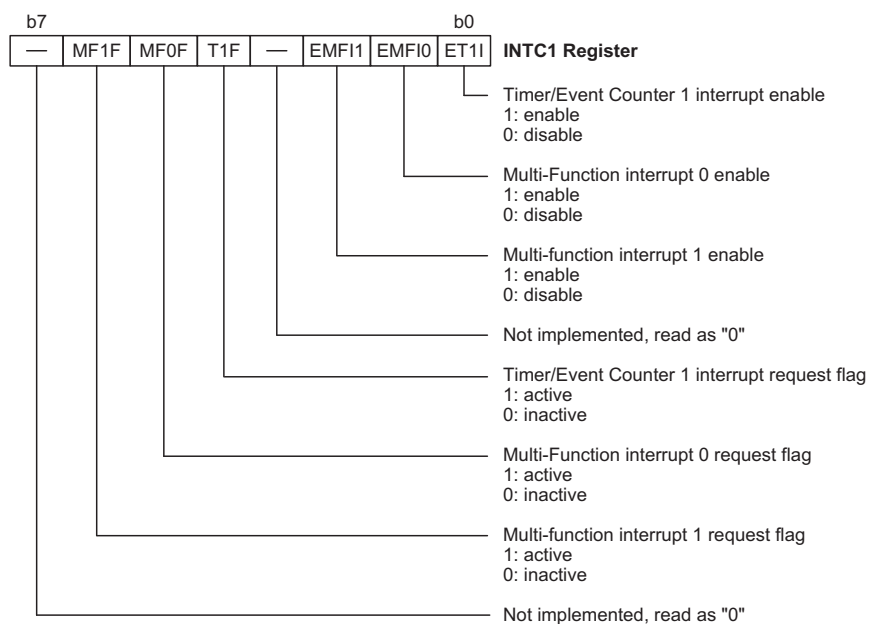 b7 b0
— MF1F MF0F T1F — EMFI1 EMFI0 ET1I INTC1 Register
Timer/Event Counter 1 interrupt enable
1: enable
0: disable
Multi-Function interrupt 0 enable
1: enable
0: disable
Multi-function interrupt 1 enable
1: enable
0: disable
Not implemented, read as "0"
Timer/Event Counter 1 interrupt request flag
1: active
0: inactive
Multi-Function interrupt 0 request flag
1: active
0: inactive
Multi-function interrupt 1 request flag
1: active
0: inactive
Not implemented, read as "0"